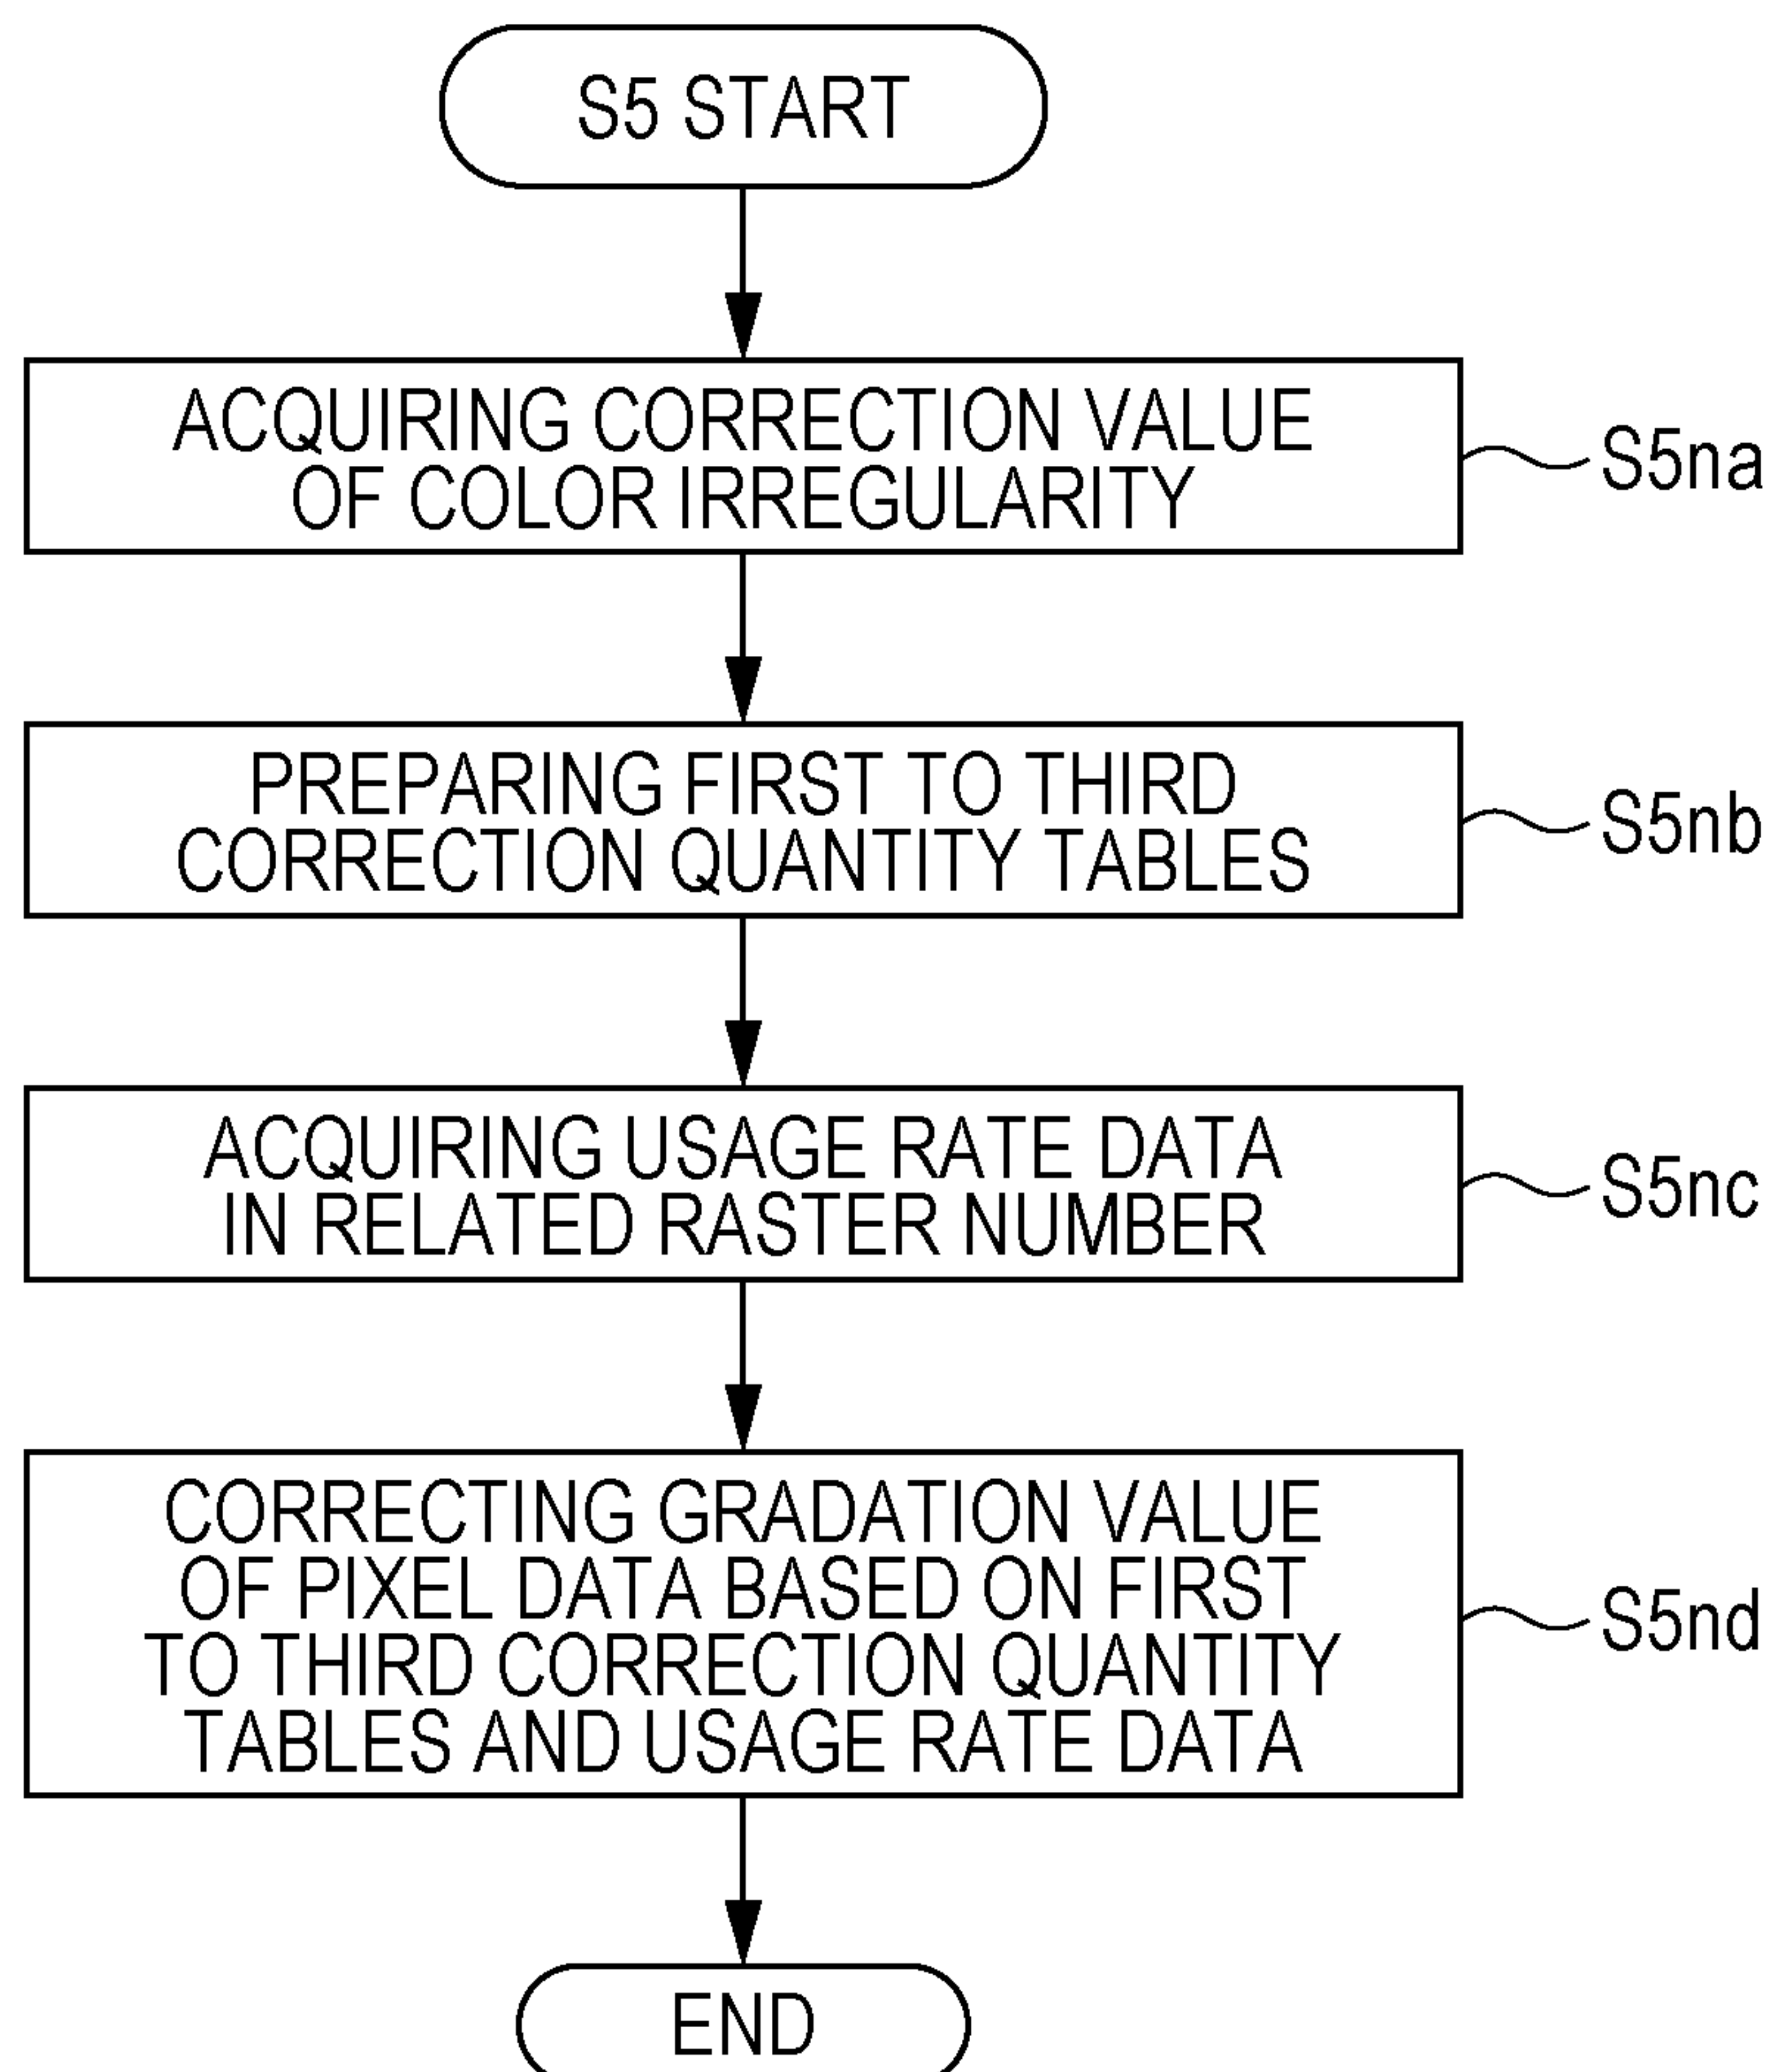 S5 START
ACQUIRING CORRECTION VALUE
OF COLOR IRREGULARITY
S5na
PREPARING FIRST TO THIRD
CORRECTION QUANTITY TABLES
S5nb
ACQUIRING USAGE RATE DATA
IN RELATED RASTER NUMBER
S5nc
CORRECTING GRADATION VALUE
OF PIXEL DATA BASED ON FIRST
TO THIRD CORRECTION QUANTITY
TABLES AND USAGE RATE DATA
S5nd
END